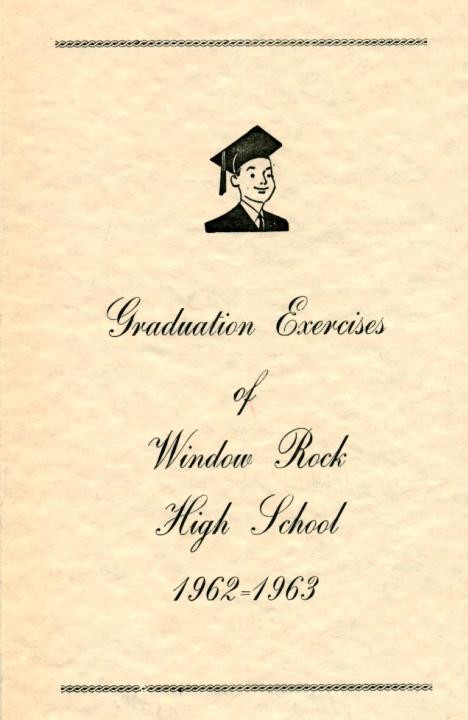 Graduation Exercises
of
Window Rock
High School
1962=1963